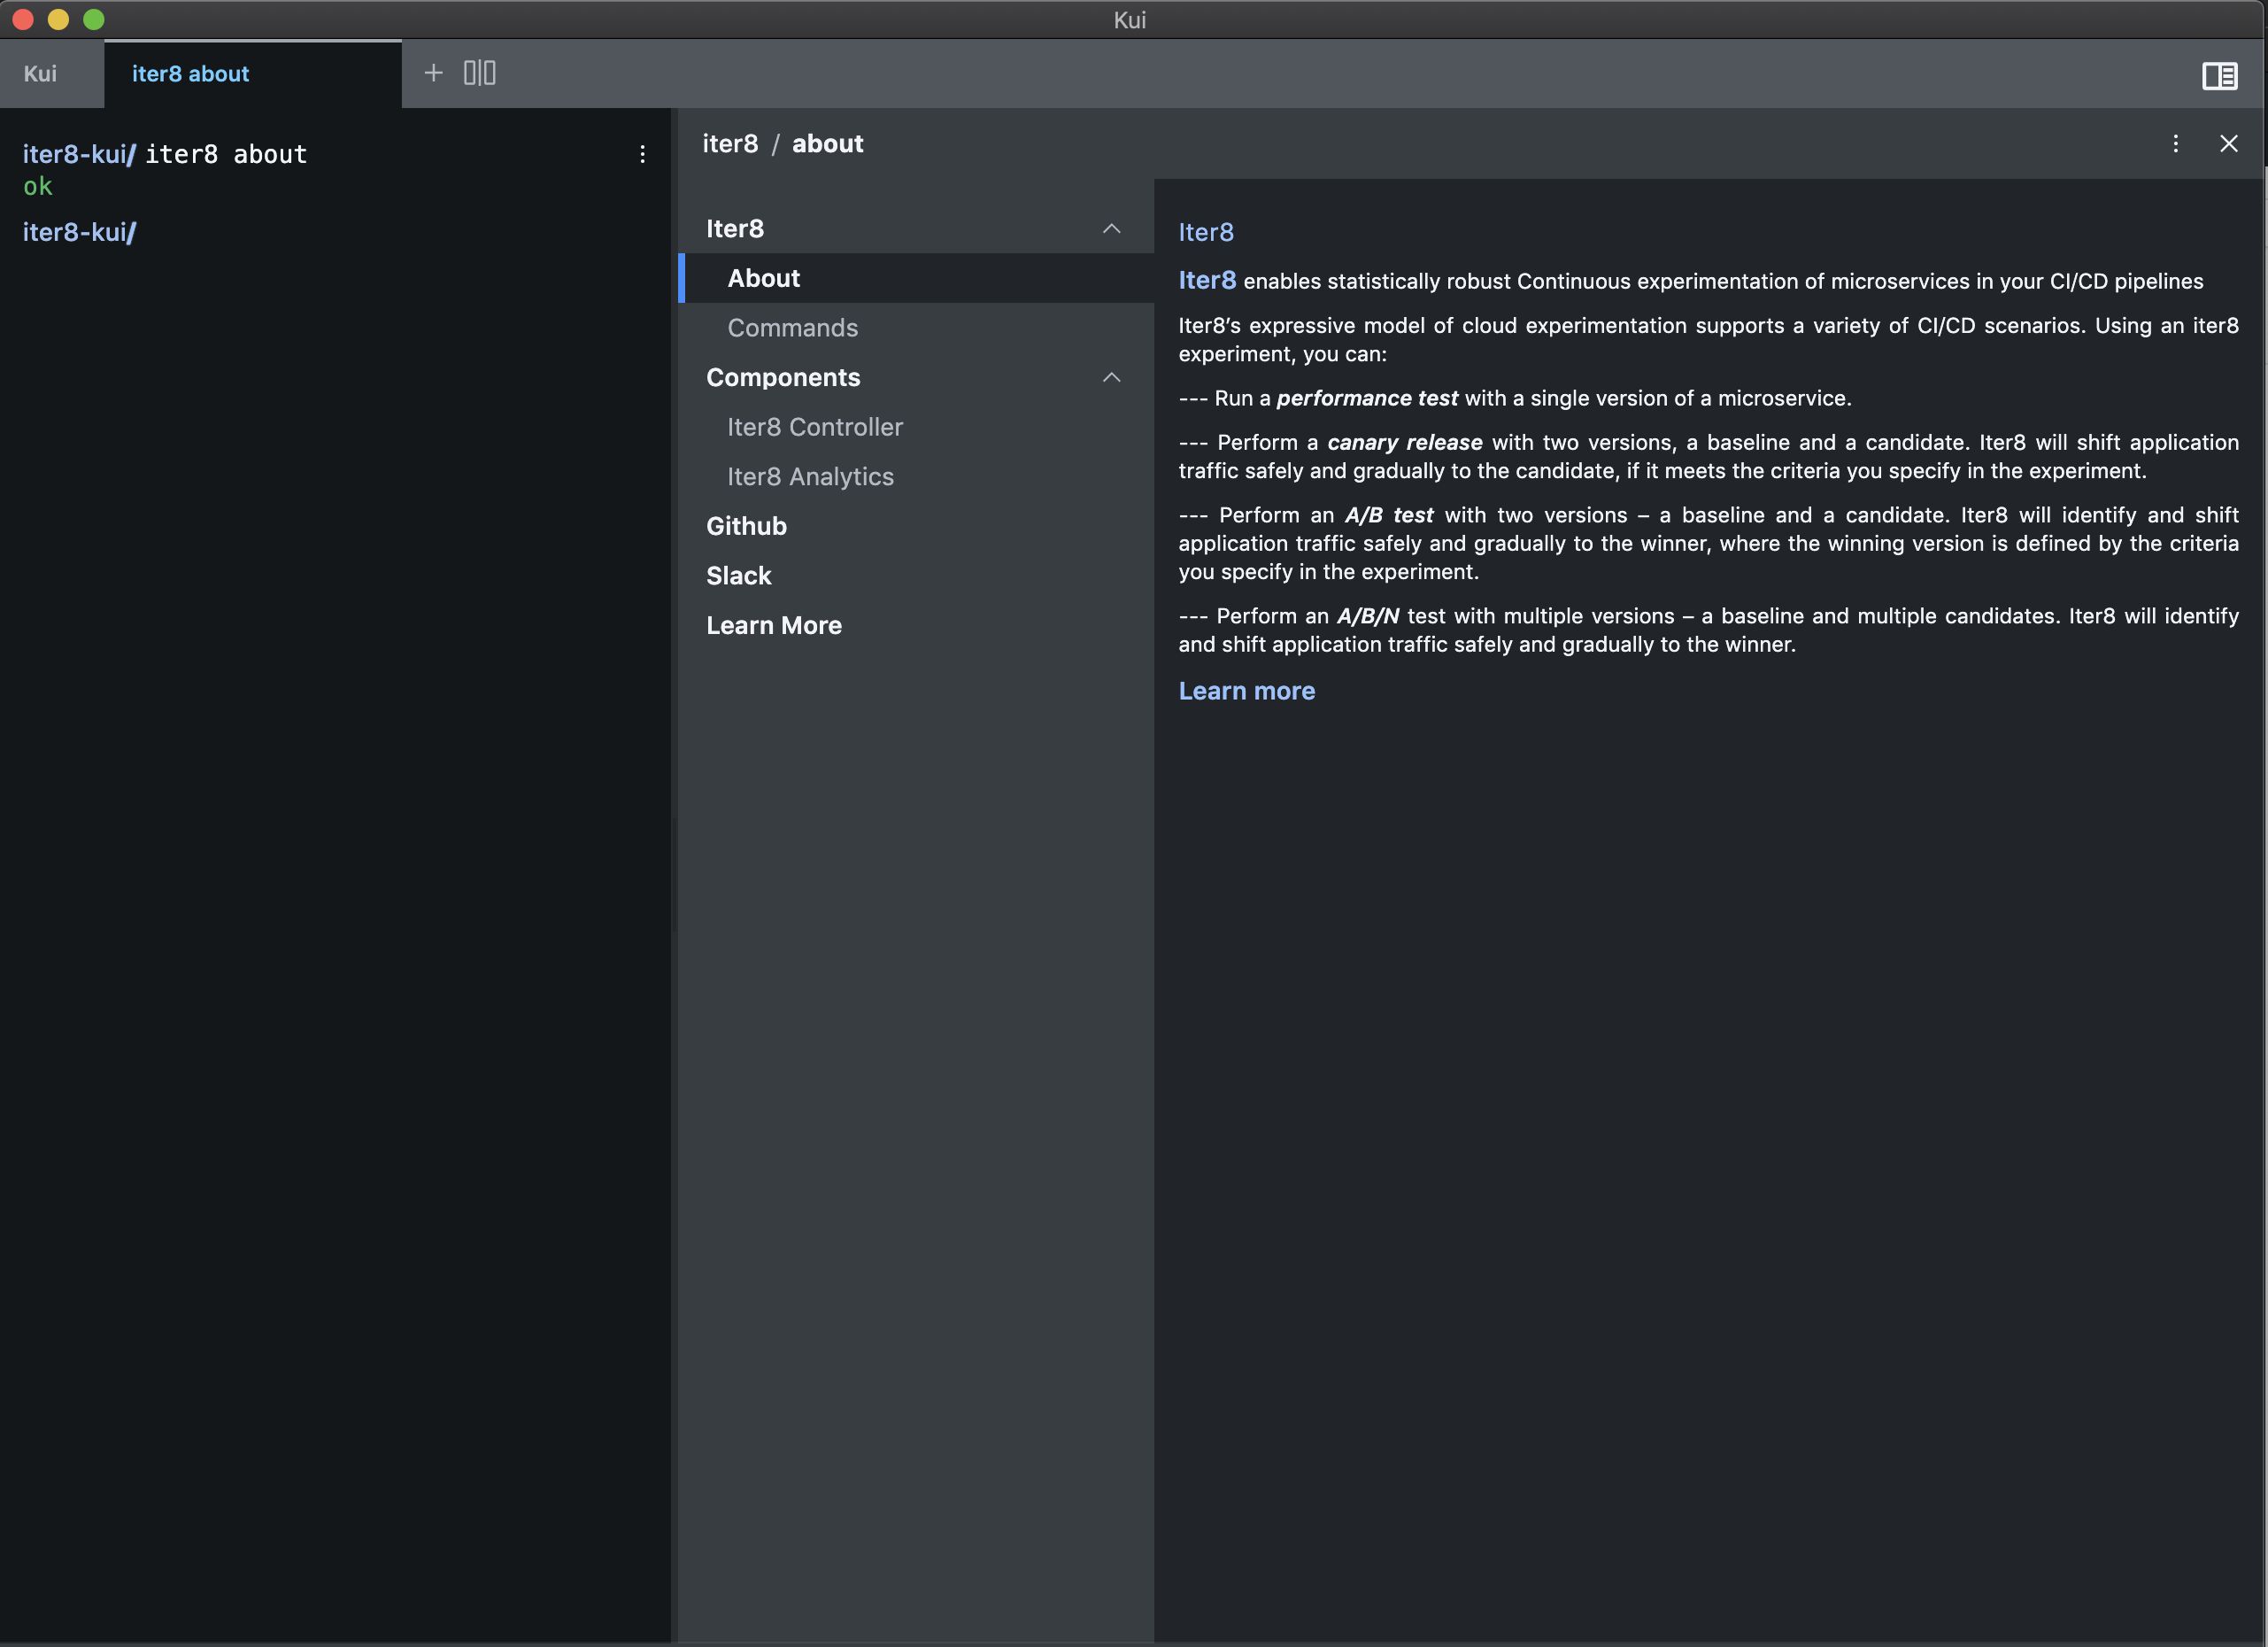 Kui
Kui
iter8 about
iter8-kui/ iter8 about
ok
iter8-kui/
iter8 / about
Iter8
About
Commands
Components
Iter8 Controller
Iter8 Analytics
Github
Slack
Learn More
Iter8
Iter8 enables statistically robust Continuous experimentation of microservices in your CI/CD pipelines
Iter8’s expressive model of cloud experimentation supports a variety of CI/CD scenarios. Using an iter8
experiment, you can:
--- Run a performance test with a single version of a microservice.
--- Perform a canary release with two versions, a baseline and a candidate. Iter8 will shift application
traffic safely and gradually to the candidate, if it meets the criteria you specify in the experiment.
--- Perform an A/B test with two versions – a baseline and a candidate. Iter8 will identify and shift
application traffic safely and gradually to the winner, where the winning version is defined by the criteria
you specify in the experiment.
--- Perform an A/B/N test with multiple versions – a baseline and multiple candidates. Iter8 will identify
and shift application traffic safely and gradually to the winner.
Learn more